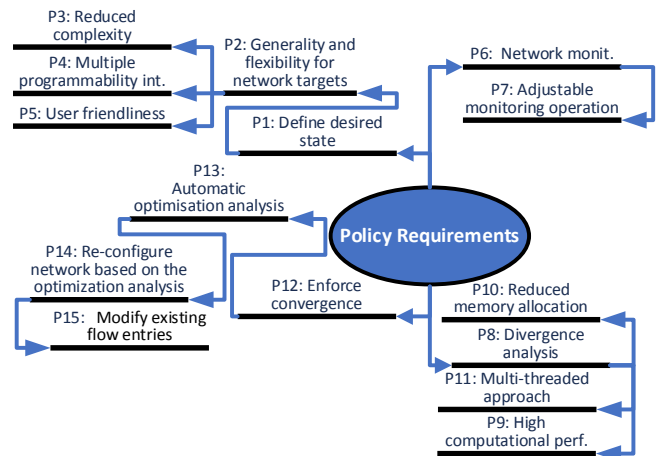 P3: Reduced
complexity
P4: Multiple
programmability int.
P5: User friendliness
P2: Generality and
flexibility for
network targets
P1: Define desired
state
P6: Network monit.
P7: Adjustable
monitoring operation
P13:
Automatic
optimisation analysis
Policy Requirements
P14: Re-configure
network based on the
optimization analysis
P15: Modify existing
flow entries
P12: Enforce
convergence
P10: Reduced
memory allocation
P8: Divergence
analysis
P11: Multi-threaded
approach
P9: High
computational perf.